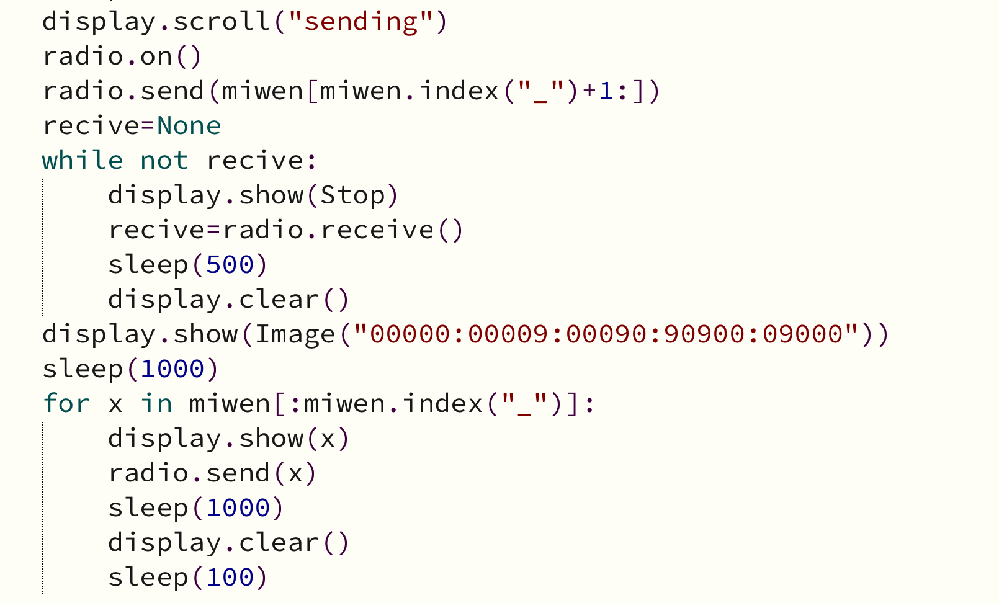 display.scroll("sending")
radio.on()
radio.send(miwen[miwen.index("_")+1:])
recive=None
while not recive:
    display.show(Stop)
    recive=radio.receive()
    sleep(500)
    display.clear()
display.show(Image("00000:00009:00090:90900:09000"))
sleep(1000)
for x in miwen[:miwen.index("_")]:
    display.show(x)
    radio.send(x)
    sleep(1000)
    display.clear()
    sleep(100)